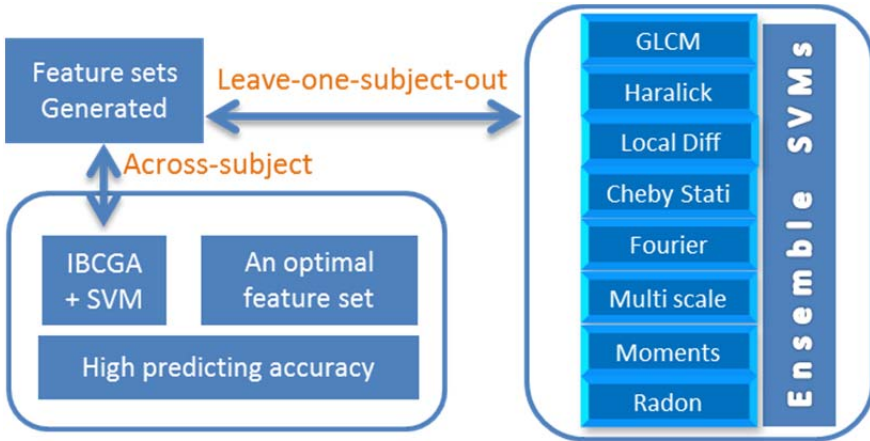 Feature sets
Generated
Leave-one-subject-out
Across-subject
IBCGA
+ SVM
An optimal
feature set
High predicting accuracy
GLCM
Haralick
Local Diff
Cheby Stati
Fourier
Multi scale
Moments
Radon
Ensemble SVMs